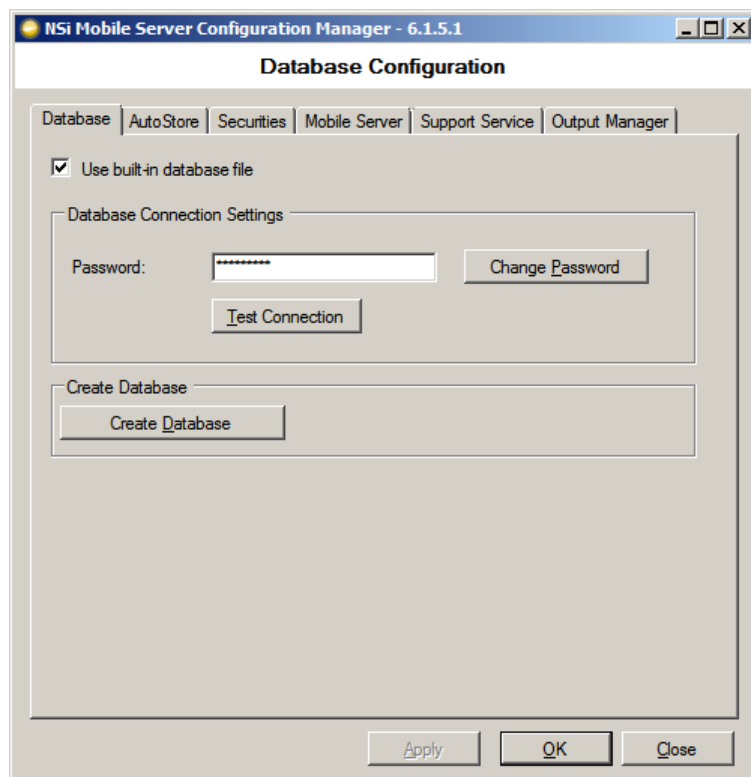 NSi Mobile Server Configuration Manager - 6.1.5.1
Database Configuration
Database AutoStore Securities Mobile Server Support Service Output Manager
Use built-in database file
Database Connection Settings
Password: ********* Change Password
Test Connection
Create Database
Create Database
Apply OK Close